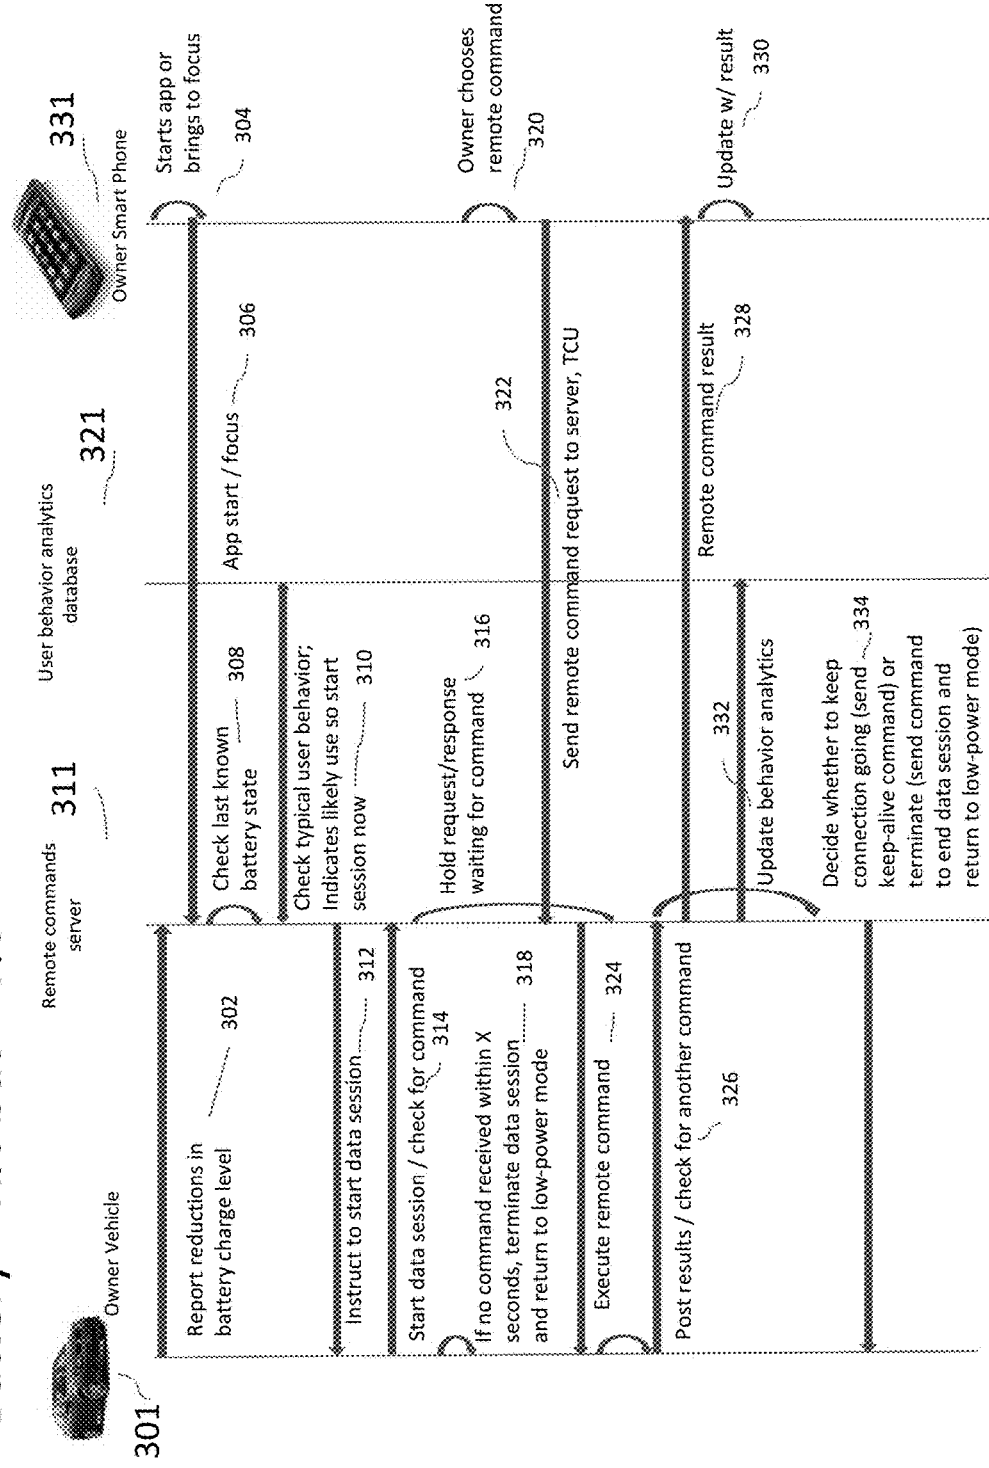 301
Owner Vehicle
Remote commands
server
311
User behavior analytics
database
321
Owner Smart Phone
331
Report reductions in
battery charge level
302
Starts app or
brings to focus
304
App start / focus
306
Check last known
battery state
308
Check typical user behavior;
Indicates likely use so start
session now
310
Instruct to start data session
312
Start data session / check for command
314
Hold request/response
waiting for command
316
If no command received within X
seconds, terminate data session
and return to low-power mode
318
Owner chooses
remote command
320
322
Send remote command request to server, TCU
Execute remote command
324
Post results / check for another command
326
Remote command result
328
Update w/ result
330
332
Update behavior analytics
Decide whether to keep
connection going (send
334
keep-alive command) or
terminate (send command
to end data session and
return to low-power mode)